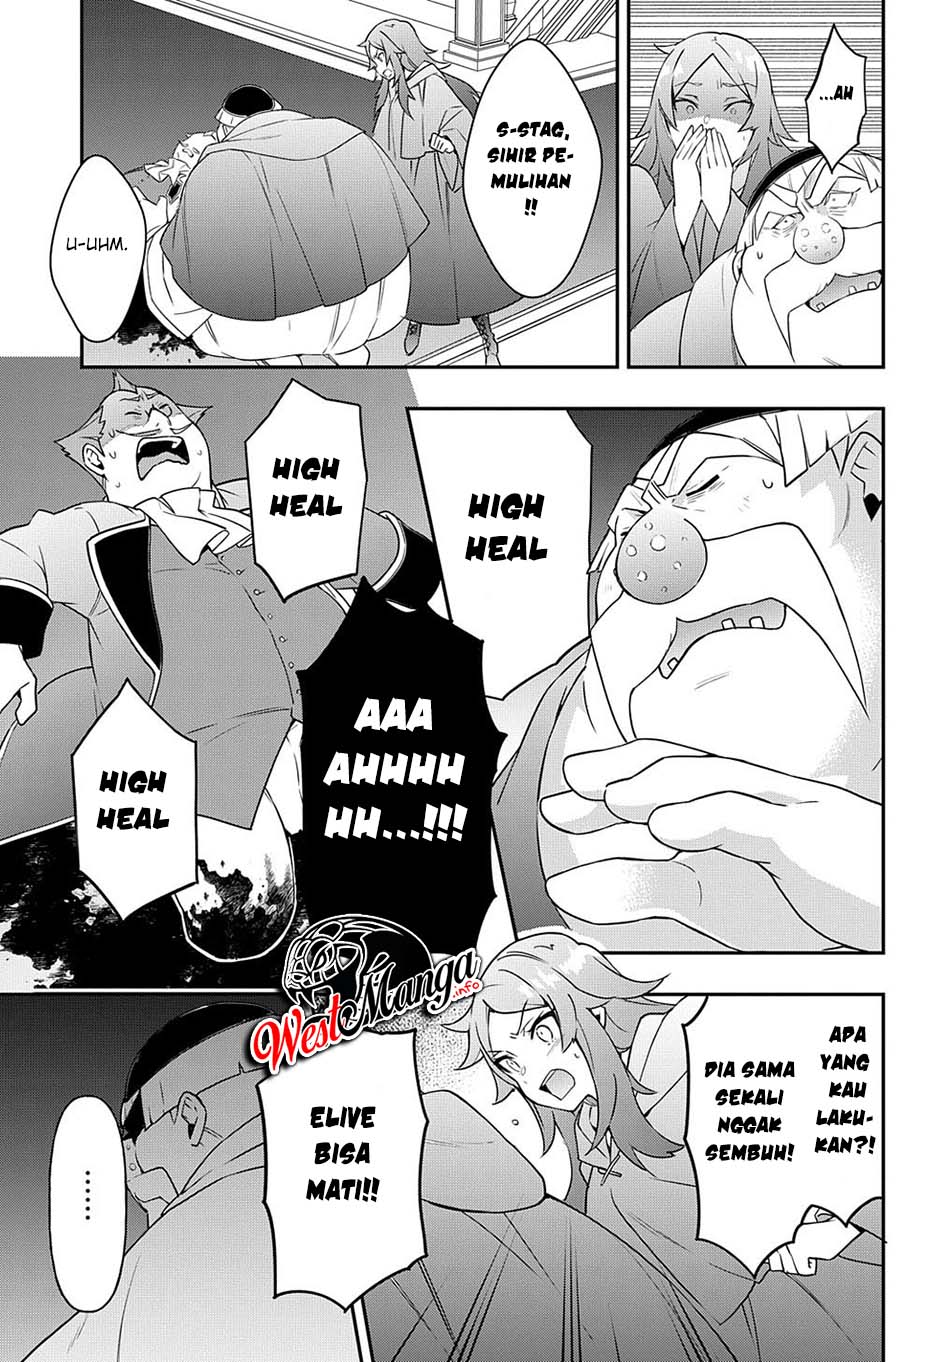 ...AH
S-STAG,
SIHIR PE-
MULIHAN
!!
U-UHM.
HIGH
HEAL
HIGH
HEAL
AAA
AHHHH
HH...!!!
HIGH
HEAL
APA
YANG
KAU
LAKU-
KAN?!
DIA SAMA
SEKALI
NGGAK
SEMBUH!
ELIVE
BISA
MATI!!
......
WestManga
.info